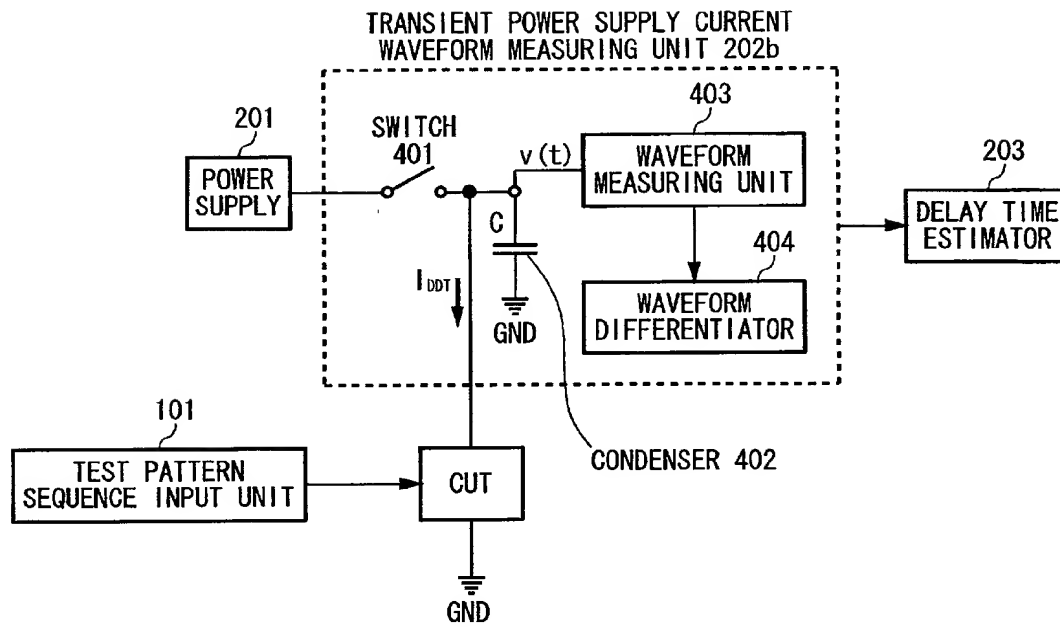 TRANSIENT POWER SUPPLY CURRENT
WAVEFORM MEASURING UNIT 202b
201
POWER
SUPPLY
SWITCH
401
v(t)
403
WAVEFORM
MEASURING UNIT
203
DELAY TIME
ESTIMATOR
C
IDDT
GND
404
WAVEFORM
DIFFERENTIATOR
101
TEST PATTERN
SEQUENCE INPUT UNIT
CUT
CONDENSER 402
GND